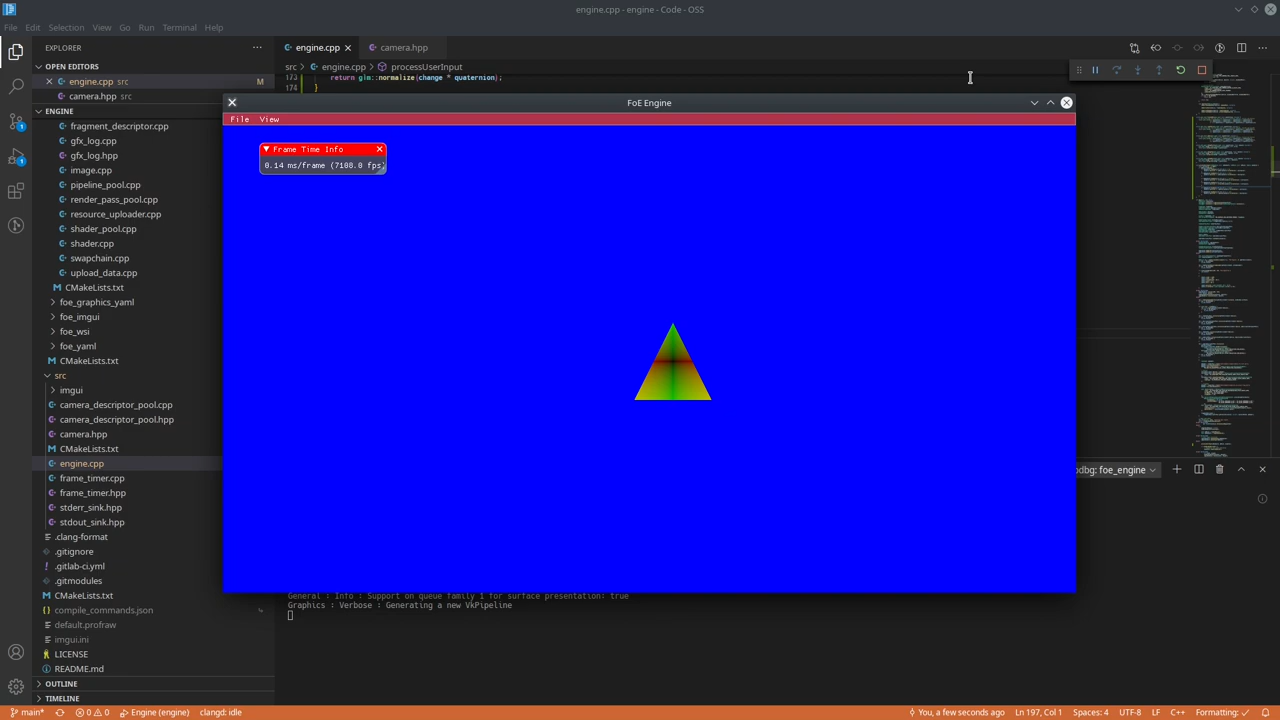 engine.cpp - engine - Code - OSS
File Edit Selection View Go Run Terminal Help
EXPLORER
engine.cpp
camera.hpp
OPEN EDITORS
src > engine.cpp > processUserInput
engine.cpp src M
173 return glm::normalize(change * quaternion);
camera.hpp src
174 }
ENGINE
FoE Engine
File View
fragment_descriptor.cpp
gfx_log.cpp
Frame Time Info
gfx_log.hpp
0.14 ms/frame (7108.0 fps)
image.cpp
pipeline_pool.cpp
render_pass_pool.cpp
resource_uploader.cpp
shader_pool.cpp
shader.cpp
swapchain.cpp
upload_data.cpp
CMakeLists.txt
foe_graphics_yaml
foe_imgui
foe_wsi
foe_yaml
CMakeLists.txt
src
imgui
camera_descriptor_pool.cpp
camera_descriptor_pool.hpp
camera.hpp
CMakeLists.txt
engine.cpp
odbg: foe_engine
frame_timer.cpp
frame_timer.hpp
stderr_sink.hpp
stdout_sink.hpp
.clang-format
.gitignore
.gitlab-ci.yml
.gitmodules
CMakeLists.txt
General : Info : Support on queue family 1 for surface presentation: true
compile_commands.json
Graphics : Verbose : Generating a new VkPipeline
default.profraw
imgui.ini
LICENSE
README.md
OUTLINE
TIMELINE
main* 0 0 Engine (engine) clangd: idle You, a few seconds ago Ln 197, Col 1 Spaces: 4 UTF-8 LF C++ Formatting: ✓